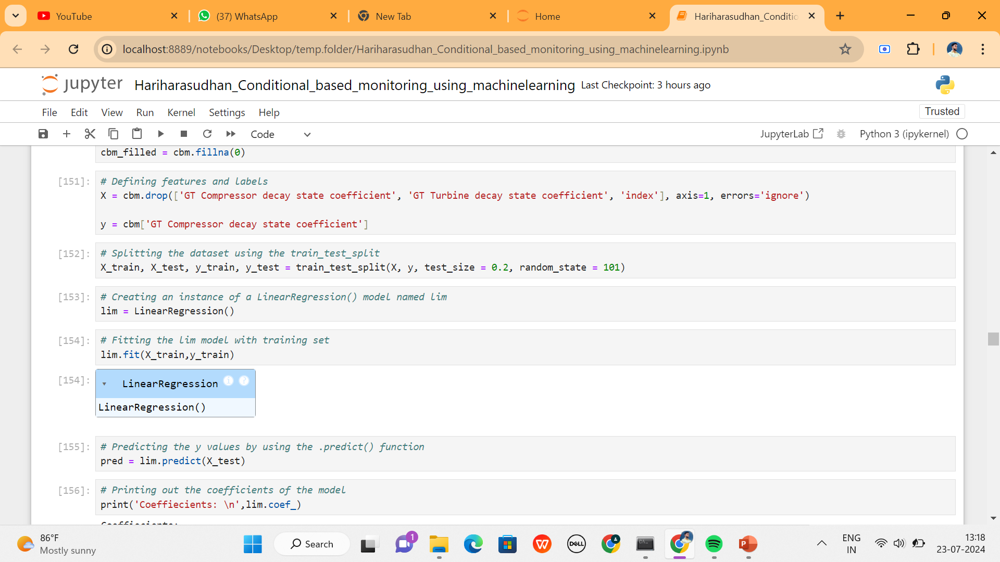 YouTube
(37) WhatsApp
New Tab
Home
Hariharasudhan_Conditio
localhost:8889/notebooks/Desktop/temp.folder/Hariharasudhan_Conditional_based_monitoring_using_machinelearning.ipynb
jupyter Hariharasudhan_Conditional_based_monitoring_using_machinelearning Last Checkpoint: 3 hours ago
File Edit View Run Kernel Settings Help
Trusted
Code
JupyterLab
Python 3 (ipykernel)
cbm_filled = cbm.fillna(0)
[151]: # Defining features and labels
X = cbm.drop(['GT Compressor decay state coefficient', 'GT Turbine decay state coefficient', 'index'], axis=1, errors='ignore')
y = cbm['GT Compressor decay state coefficient']
[152]: # Splitting the dataset using the train_test_split
X_train, X_test, y_train, y_test = train_test_split(X, y, test_size = 0.2, random_state = 101)
[153]: # Creating an instance of a LinearRegression() model named lim
lim = LinearRegression()
[154]: # Fitting the lim model with training set
lim.fit(X_train,y_train)
[154]: LinearRegression i ?
LinearRegression()
[155]: # Predicting the y values by using the .predict() function
pred = lim.predict(X_test)
[156]: # Printing out the coefficients of the model
print('Coeffiecients: \n',lim.coef_)
Coeffiecients:
86°F
Mostly sunny
Search
1
W
DELL
C:\_
P
ENG
IN
13:18
23-07-2024